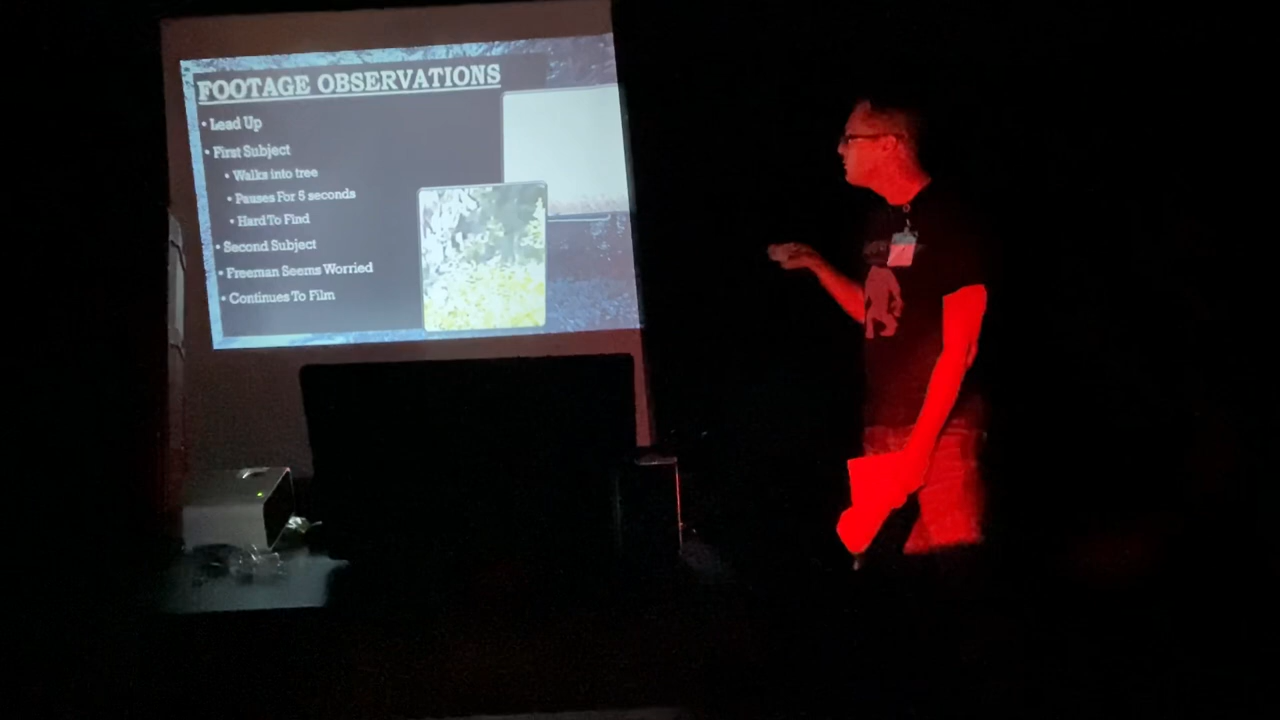 FOOTAGE OBSERVATIONS
• Lead Up
• First Subject
• Walks into tree
• Pauses For 5 seconds
• Hard To Find
• Second Subject
• Freeman Seems Worried
• Continues To Film